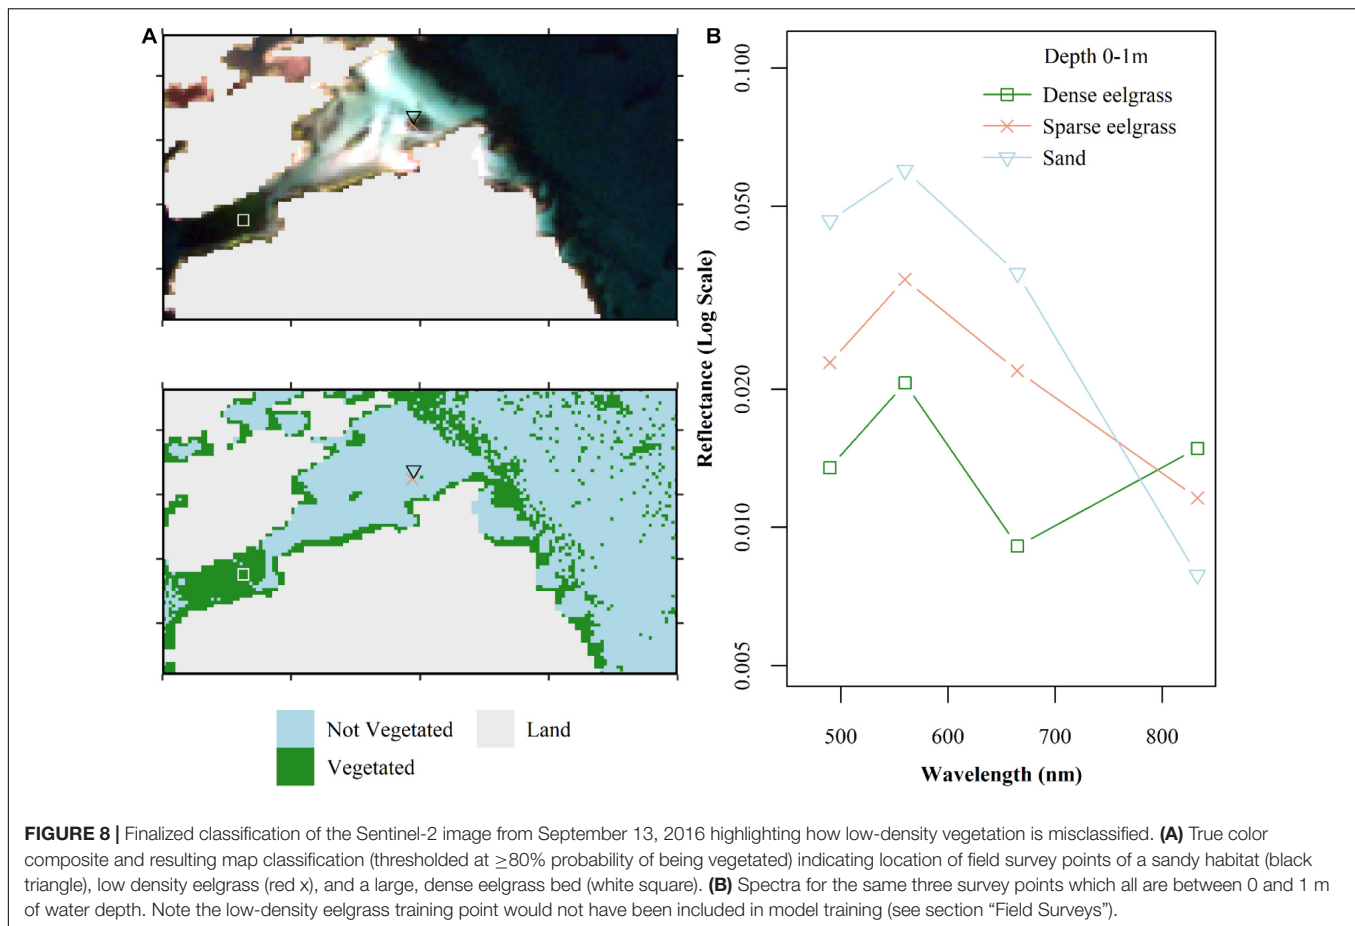 A
B
Depth 0-1m
Dense eelgrass
Sparse eelgrass
Sand
Reflectance (Log Scale)
0.100
0.050
0.020
0.010
0.005
500 600 700 800
Wavelength (nm)
Not Vegetated
Land
Vegetated
FIGURE 8 | Finalized classification of the Sentinel-2 image from September 13, 2016 highlighting how low-density vegetation is misclassified. (A) True color
composite and resulting map classification (thresholded at ≥80% probability of being vegetated) indicating location of field survey points of a sandy habitat (black
triangle), low density eelgrass (red x), and a large, dense eelgrass bed (white square). (B) Spectra for the same three survey points which all are between 0 and 1 m
of water depth. Note the low-density eelgrass training point would not have been included in model training (see section “Field Surveys”).